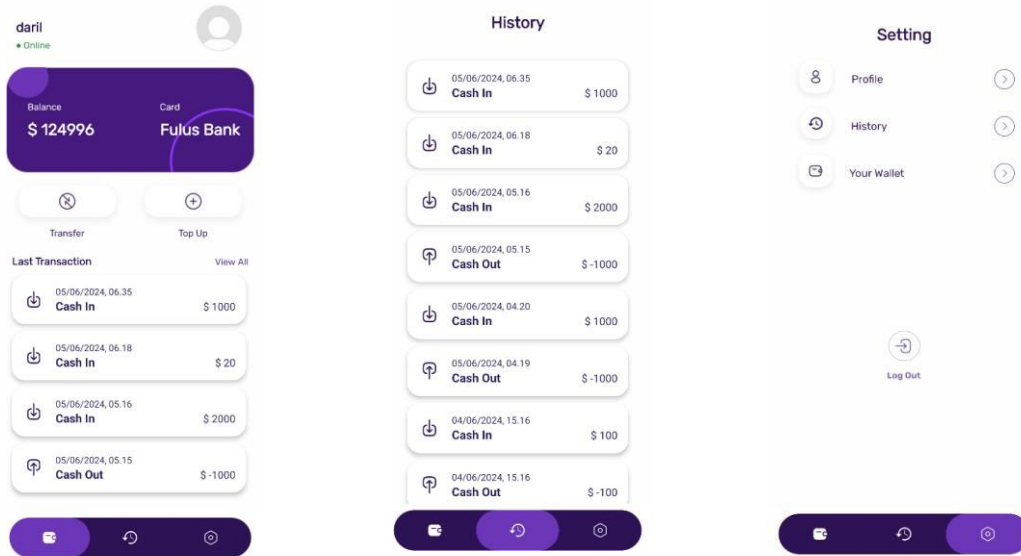 daril
• Online
Balance
$ 124996
Card
Fulus Bank
Transfer
Top Up
Last Transaction
View All
05/06/2024, 06.35
Cash In
$ 1000
05/06/2024, 06.18
Cash In
$ 20
05/06/2024, 05.16
Cash In
$ 2000
05/06/2024, 05.15
Cash Out
$ -1000
History
05/06/2024, 06.35
Cash In
$ 1000
05/06/2024, 06.18
Cash In
$ 20
05/06/2024, 05.16
Cash In
$ 2000
05/06/2024, 05.15
Cash Out
$ -1000
05/06/2024, 04.20
Cash In
$ 1000
05/06/2024, 04.19
Cash Out
$ -1000
04/06/2024, 15.16
Cash In
$ 100
04/06/2024, 15.16
Cash Out
$ -100
Setting
Profile
History
Your Wallet
Log Out